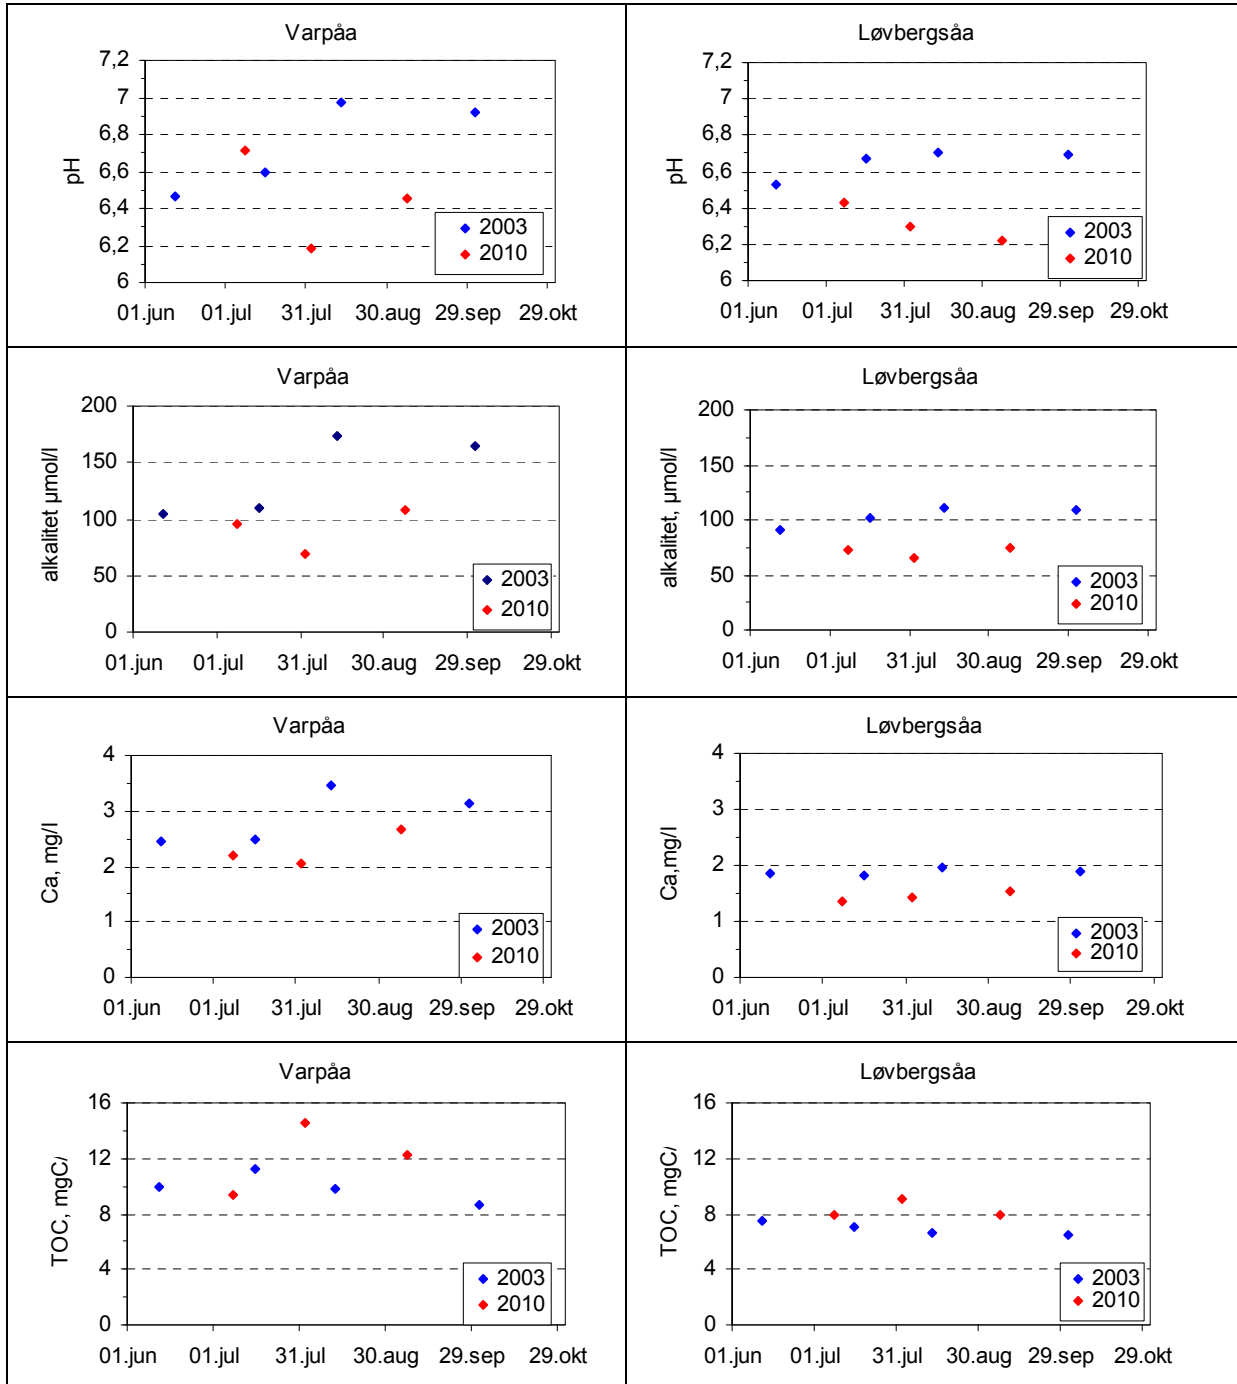 Varpåa
pH
7,2
7
6,8
6,6
6,4
6,2
6
01.jun 01.jul 31.jul 30.aug 29.sep 29.okt
2003
2010
Løvbergsåa
pH
7,2
7
6,8
6,6
6,4
6,2
6
01.jun 01.jul 31.jul 30.aug 29.sep 29.okt
2003
2010
Varpåa
alkalitet µmol/l
200
150
100
50
0
01.jun 01.jul 31.jul 30.aug 29.sep 29.okt
2003
2010
Løvbergsåa
alkalitet, µmol/l
200
150
100
50
0
01.jun 01.jul 31.jul 30.aug 29.sep 29.okt
2003
2010
Varpåa
Ca, mg/l
4
3
2
1
0
01.jun 01.jul 31.jul 30.aug 29.sep 29.okt
2003
2010
Løvbergsåa
Ca,mg/l
4
3
2
1
0
01.jun 01.jul 31.jul 30.aug 29.sep 29.okt
2003
2010
Varpåa
TOC, mgC/
16
12
8
4
0
01.jun 01.jul 31.jul 30.aug 29.sep 29.okt
2003
2010
Løvbergsåa
TOC, mgC/
16
12
8
4
0
01.jun 01.jul 31.jul 30.aug 29.sep 29.okt
2003
2010